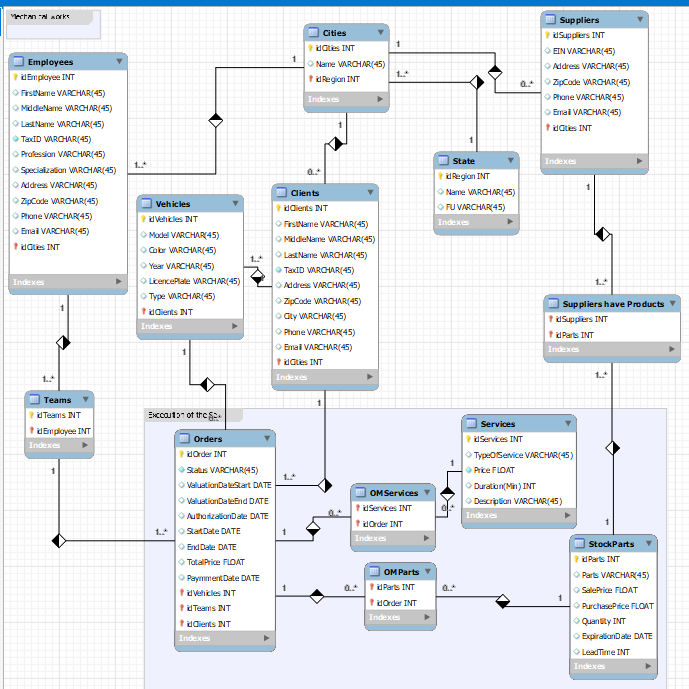 Mechanical works
Employees
idEmployee INT
FirstName VARCHAR(45)
MiddleName VARCHAR(45)
LastName VARCHAR(45)
TaxID VARCHAR(45)
Profession VARCHAR(45)
Specialization VARCHAR(45)
Address VARCHAR(45)
ZipCode VARCHAR(45)
Phone VARCHAR(45)
Email VARCHAR(45)
idCities INT
Indexes
Cities
idCities INT
Name VARCHAR(45)
idRegion INT
Indexes
Suppliers
idSuppliers INT
EIN VARCHAR(45)
Address VARCHAR(45)
ZipCode VARCHAR(45)
Phone VARCHAR(45)
Email VARCHAR(45)
idCities INT
Indexes
State
idRegion INT
Name VARCHAR(45)
FU VARCHAR(45)
Indexes
Vehicles
idVehicles INT
Model VARCHAR(45)
Color VARCHAR(45)
Year VARCHAR(45)
LicencePlate VARCHAR(45)
Type VARCHAR(45)
idClients INT
Indexes
Clients
idClients INT
FirstName VARCHAR(45)
MiddleName VARCHAR(45)
LastName VARCHAR(45)
TaxID VARCHAR(45)
Address VARCHAR(45)
ZipCode VARCHAR(45)
City VARCHAR(45)
Phone VARCHAR(45)
Email VARCHAR(45)
idCities INT
Indexes
Suppliers have Products
idSuppliers INT
idParts INT
Indexes
Teams
idTeams INT
idEmployee INT
Indexes
Execution of the
Orders
idOrder INT
Status VARCHAR(45)
ValuationDateStart DATE
ValuationDateEnd DATE
AuthorizationDate DATE
StartDate DATE
EndDate DATE
TotalPrice FLOAT
PaymmentDate DATE
idVehicles INT
idTeams INT
idClients INT
Indexes
OMServices
idServices INT
idOrder INT
Indexes
Services
idServices INT
TypeOfService VARCHAR(45)
Price FLOAT
Duration(Min) INT
Description VARCHAR(45)
Indexes
OMParts
idParts INT
idOrder INT
Indexes
StockParts
idParts INT
Parts VARCHAR(45)
SalePrice FLOAT
PurchasePrice FLOAT
Quantity INT
ExpirationDate DATE
LeadTime INT
Indexes
1
1..*
1
0..*
1..*
1
1
0..*
1..*
1
1..*
1
1..*
1
1..*
1
1..*
1
1..*
1
1..*
1
0..*
1
0..*
1
0..*
0..*
1
1..*
1